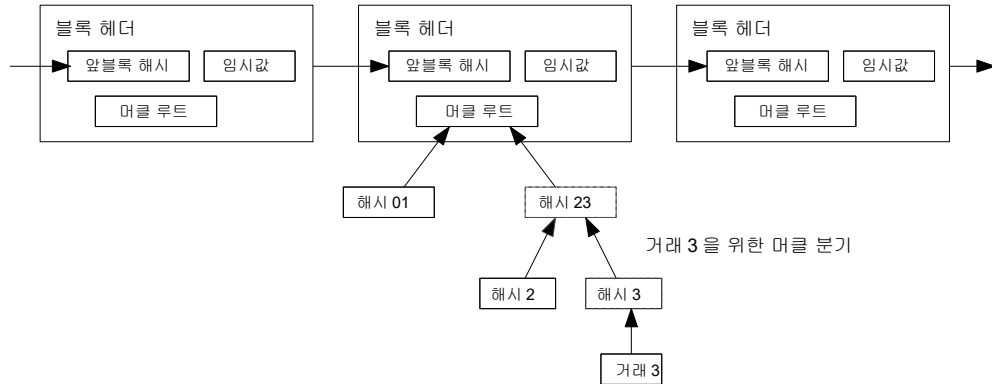 블록 헤더
앞블록 해시
임시값
머클 루트
블록 헤더
앞블록 해시
임시값
머클 루트
블록 헤더
앞블록 해시
임시값
머클 루트
해시 01
해시 23
거래 3 을 위한 머클 분기
해시 2
해시 3
거래 3